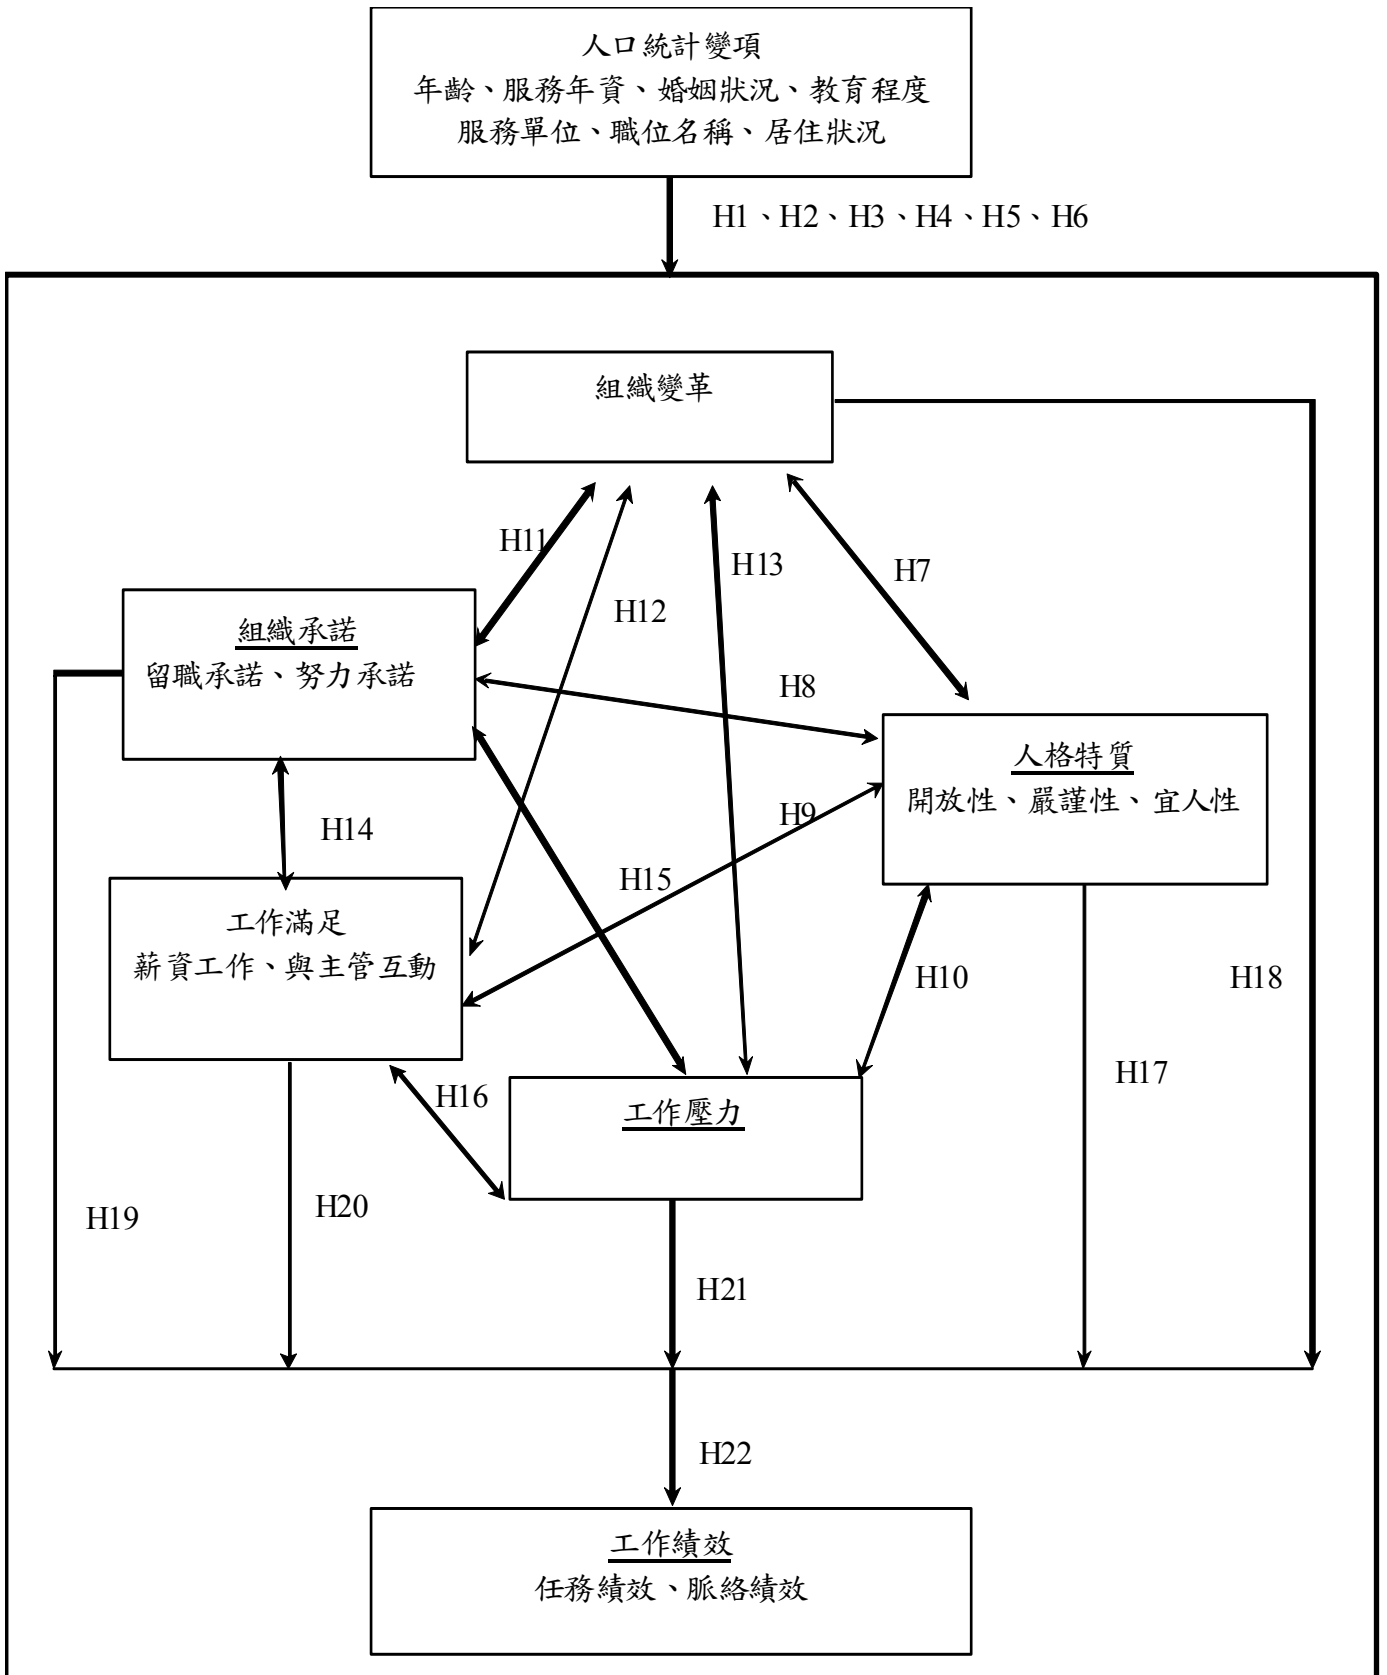 人口統計變項
年齡、服務年資、婚姻狀況、教育程度
服務單位、職位名稱、居住狀況
H1、H2、H3、H4、H5、H6
組織變革
H11
H13
H7
H12
組織承諾
留職承諾、努力承諾
H8
人格特質
開放性、嚴謹性、宜人性
H9
H14
H15
工作滿足
薪資工作、與主管互動
H10
H18
H17
H16
工作壓力
H19
H20
H21
H22
工作績效
任務績效、脈絡績效